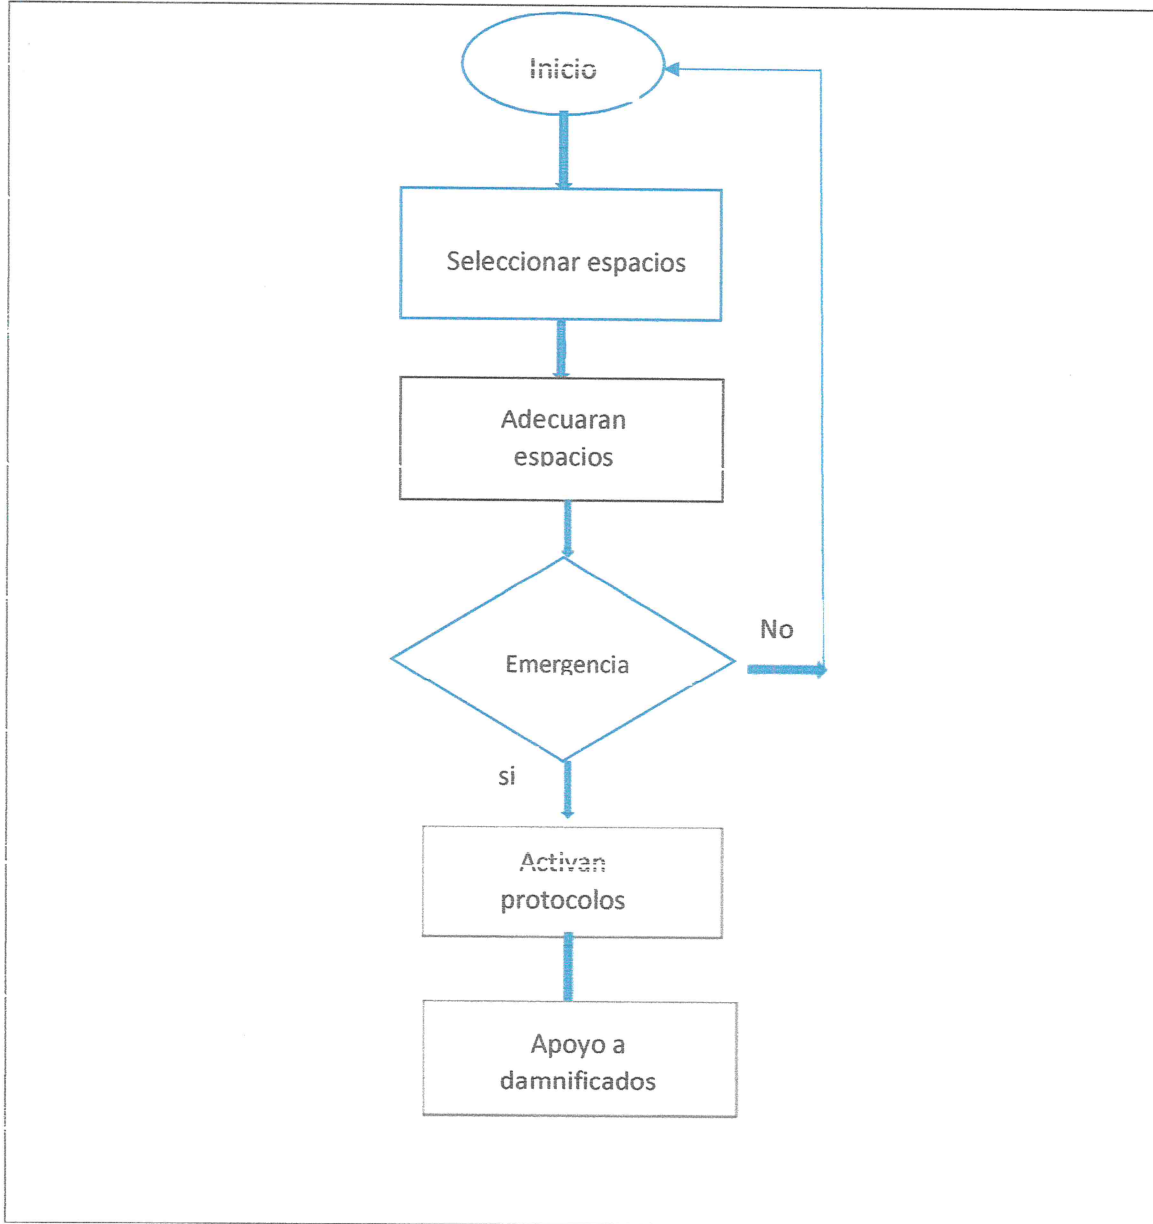 Inicio
Seleccionar espacios
Adecuaran
espacios
Emergencia
No
si
Activan
protocolos
Apoyo a
damnificados